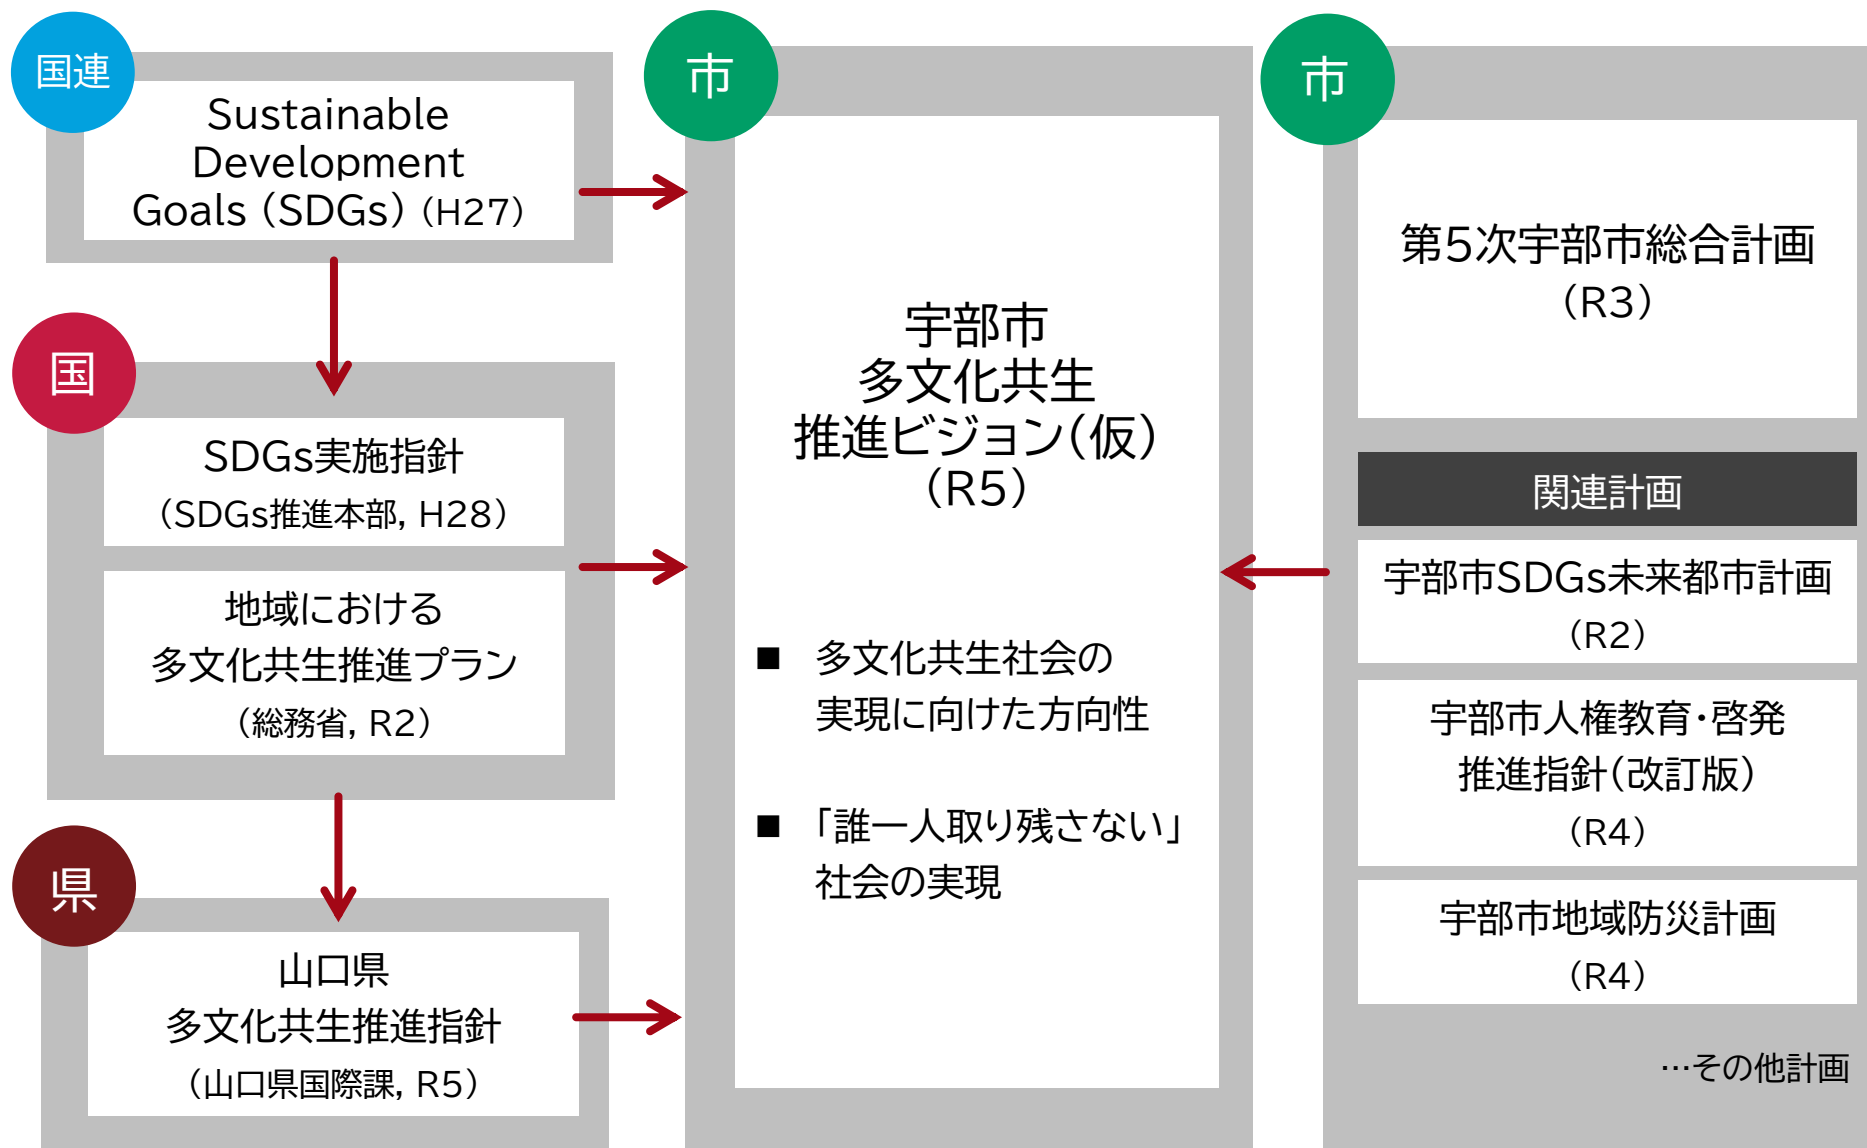 国連
Sustainable
Development
Goals (SDGs) (H27)
国
SDGs実施指針
(SDGs推進本部, H28)
地域における
多文化共生推進プラン
(総務省, R2)
県
山口県
多文化共生推進指針
(山口県国際課, R5)
市
宇部市
多文化共生
推進ビジョン(仮)
(R5)
■ 多文化共生社会の
実現に向けた方向性
■ 「誰一人取り残さない」
社会の実現
市
第5次宇部市総合計画
(R3)
関連計画
宇部市SDGs未来都市計画
(R2)
宇部市人権教育・啓発
推進指針(改訂版)
(R4)
宇部市地域防災計画
(R4)
…その他計画